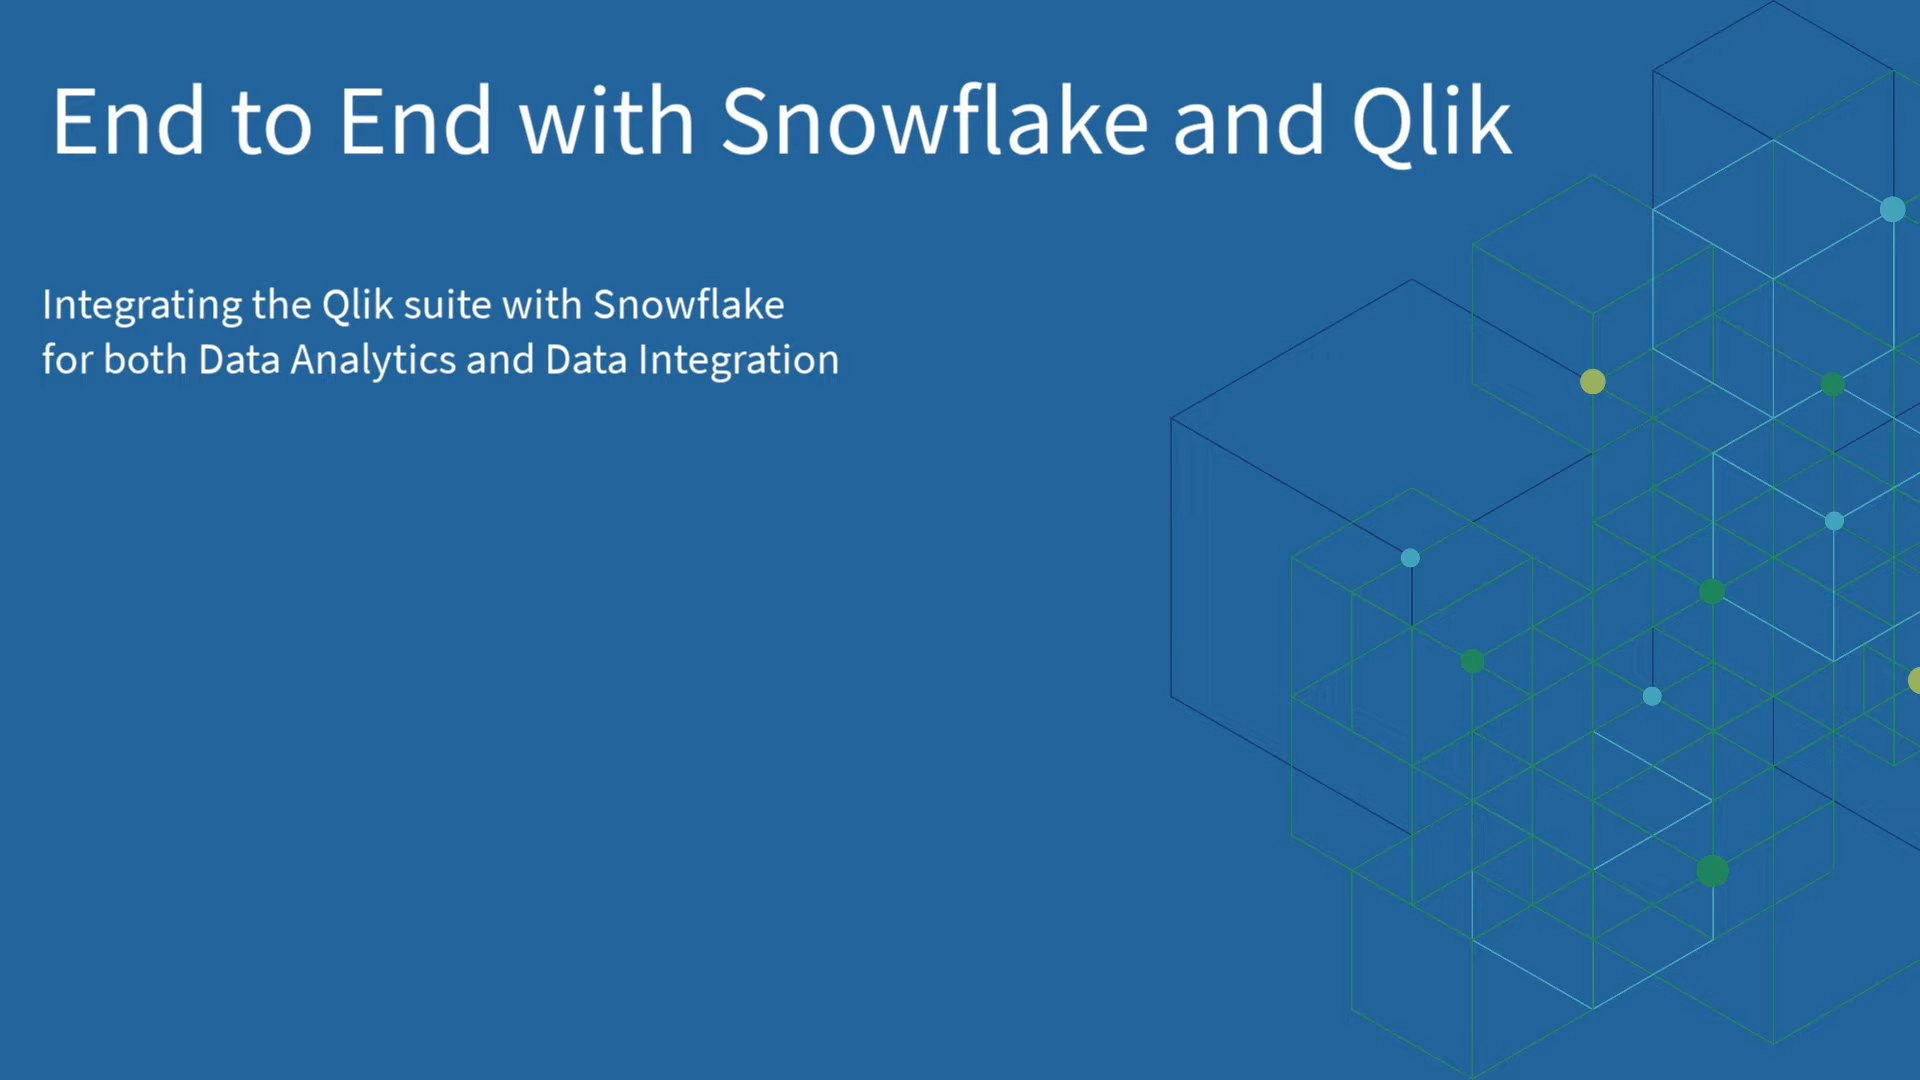 End to End with Snowflake and Qlik
Integrating the Qlik suite with Snowflake
for both Data Analytics and Data Integration